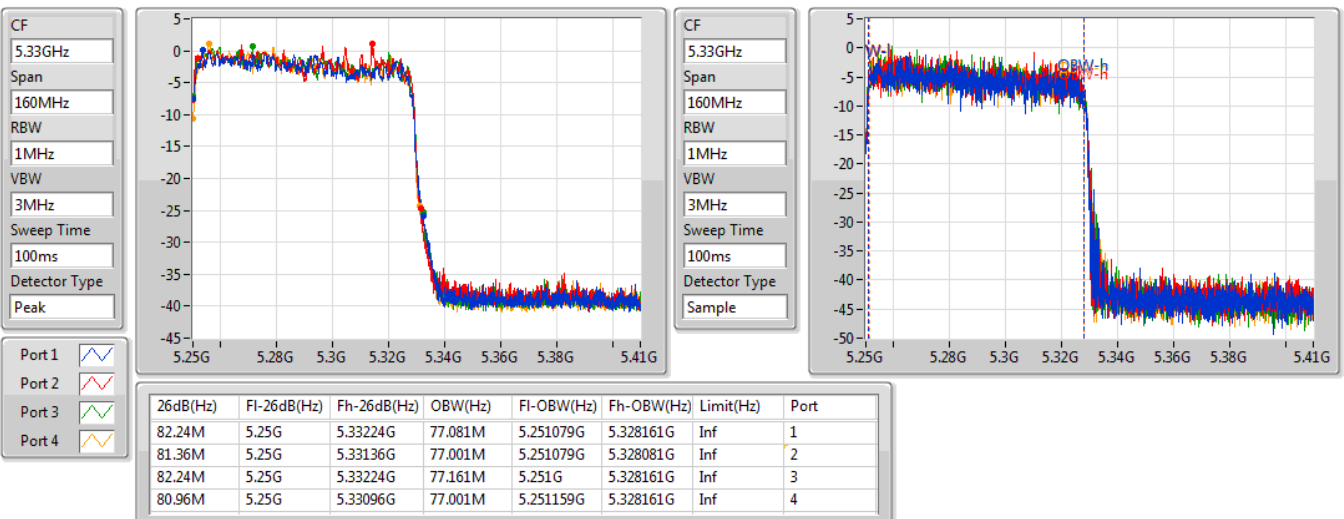 CF
5.33GHz
Span
160MHz
RBW
1MHz
VBW
3MHz
Sweep Time
100ms
Detector Type
Peak
5
0
-5
-10
-15
-20
-25
-30
-35
-40
-45
5.25G 5.28G 5.3G 5.32G 5.34G 5.36G 5.38G 5.41G
CF
5.33GHz
Span
160MHz
RBW
1MHz
VBW
3MHz
Sweep Time
100ms
Detector Type
Sample
5
0
-5
-10
-15
-20
-25
-30
-35
-40
-45
-50
OBW-h
5.25G 5.28G 5.3G 5.32G 5.34G 5.36G 5.38G 5.41G
Port 1
Port 2
Port 3
Port 4
26dB(Hz) Fl-26dB(Hz) Fh-26dB(Hz) OBW(Hz) Fl-OBW(Hz) Fh-OBW(Hz) Limit(Hz) Port
82.24M 5.25G 5.33224G 77.081M 5.251079G 5.328161G Inf 1
81.36M 5.25G 5.33136G 77.001M 5.251079G 5.328081G Inf 2
82.24M 5.25G 5.33224G 77.161M 5.251G 5.328161G Inf 3
80.96M 5.25G 5.33096G 77.001M 5.251159G 5.328161G Inf 4